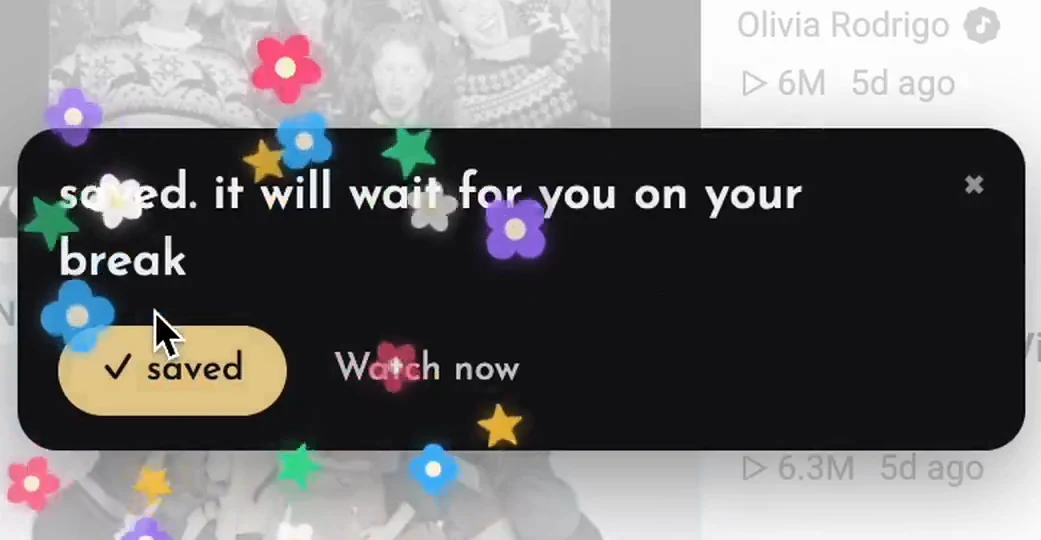 Olivia Rodrigo
6M 5d ago
saved. it will wait for you on your
break
✓ saved
Watch now
6.3M 5d ago